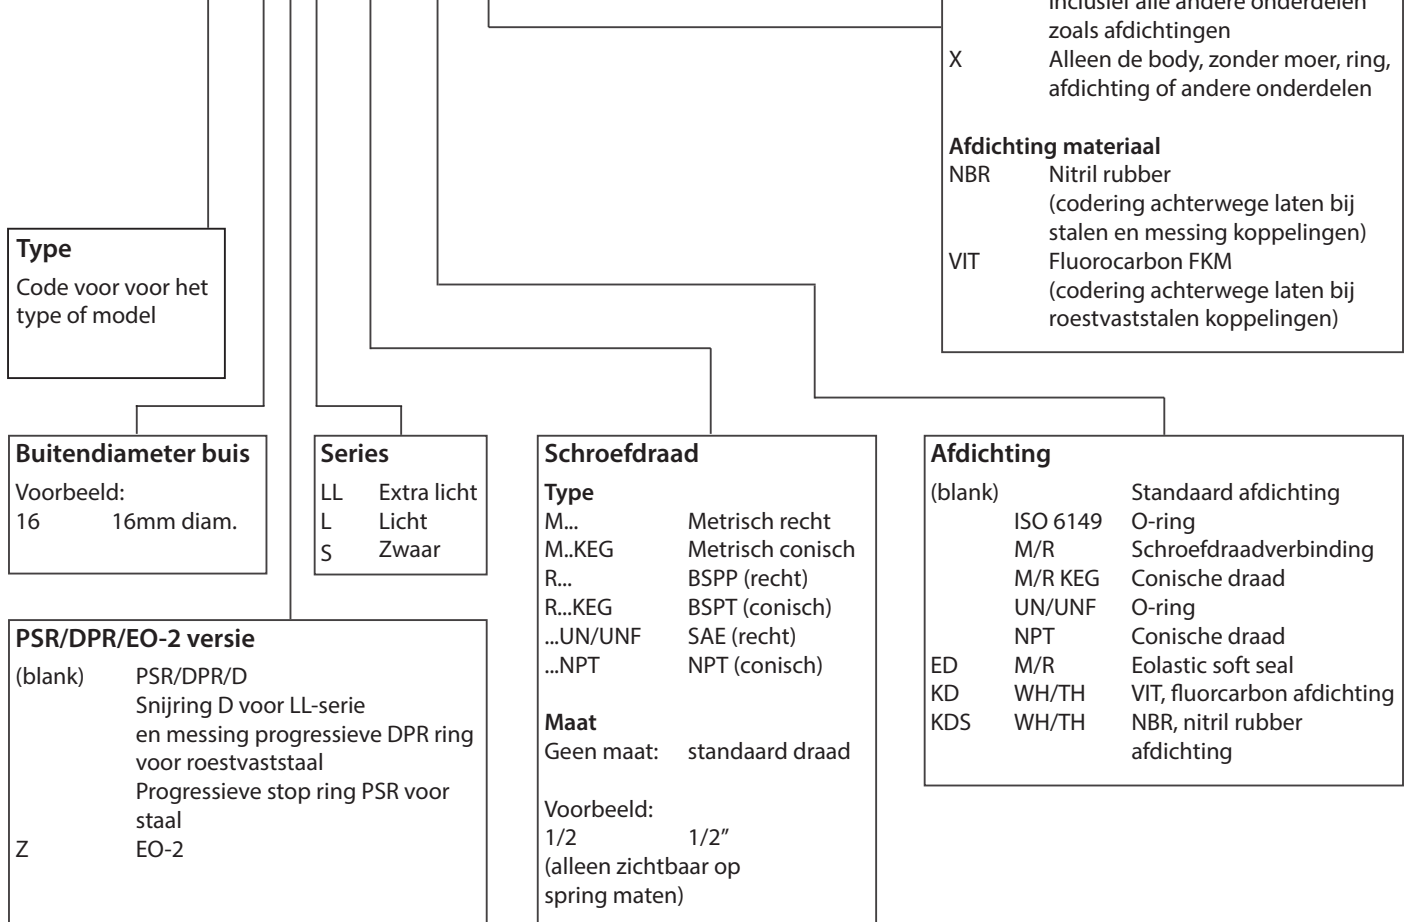 inclusief alle andere onderdelen
zoals afdichtingen
X Alleen de body, zonder moer, ring,
afdichting of andere onderdelen
Afdichting materiaal
NBR Nitril rubber
(codering achterwege laten bij
stalen en messing koppelingen)
VIT Fluorocarbon FKM
(codering achterwege laten bij
roestvaststalen koppelingen)
Type
Code voor voor het
type of model
Buitendiameter buis
Voorbeeld:
16 16mm diam.
Series
LL Extra licht
L Licht
S Zwaar
PSR/DPR/EO-2 versie
(blank) PSR/DPR/D
Snijring D voor LL-serie
en messing progressieve DPR ring
voor roestvaststaal
Progressieve stop ring PSR voor
staal
Z EO-2
Schroefdraad
Type
M... Metrisch recht
M..KEG Metrisch conisch
R... BSPP (recht)
R...KEG BSPT (conisch)
...UN/UNF SAE (recht)
...NPT NPT (conisch)
Maat
Geen maat: standaard draad
Voorbeeld:
1/2 1/2”
(alleen zichtbaar op
spring maten)
Afdichting
(blank) Standaard afdichting
ISO 6149 O-ring
M/R Schroefdraadverbinding
M/R KEG Conische draad
UN/UNF O-ring
NPT Conische draad
ED M/R Eolastic soft seal
KD WH/TH VIT, fluorcarbon afdichting
KDS WH/TH NBR, nitril rubber
afdichting